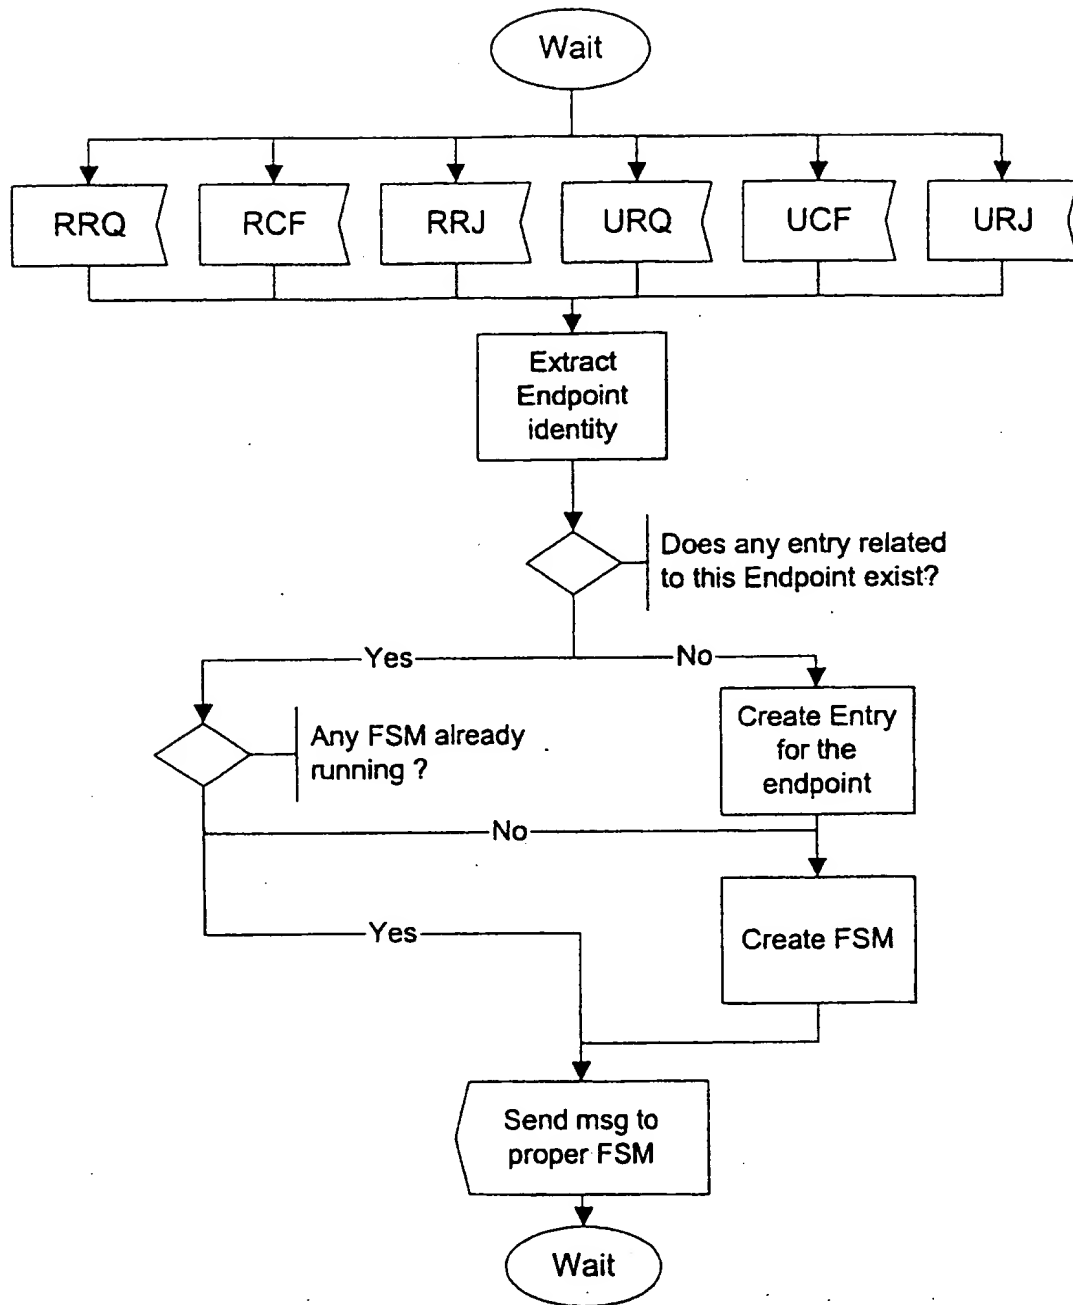 Wait
RRQ
RCF
RRJ
URQ
UCF
URJ
Extract
Endpoint
identity
Does any entry related
to this Endpoint exist?
Yes
No
Any FSM already
running ?
Create Entry
for the
endpoint
No
Yes
Create FSM
Send msg to
proper FSM
Wait